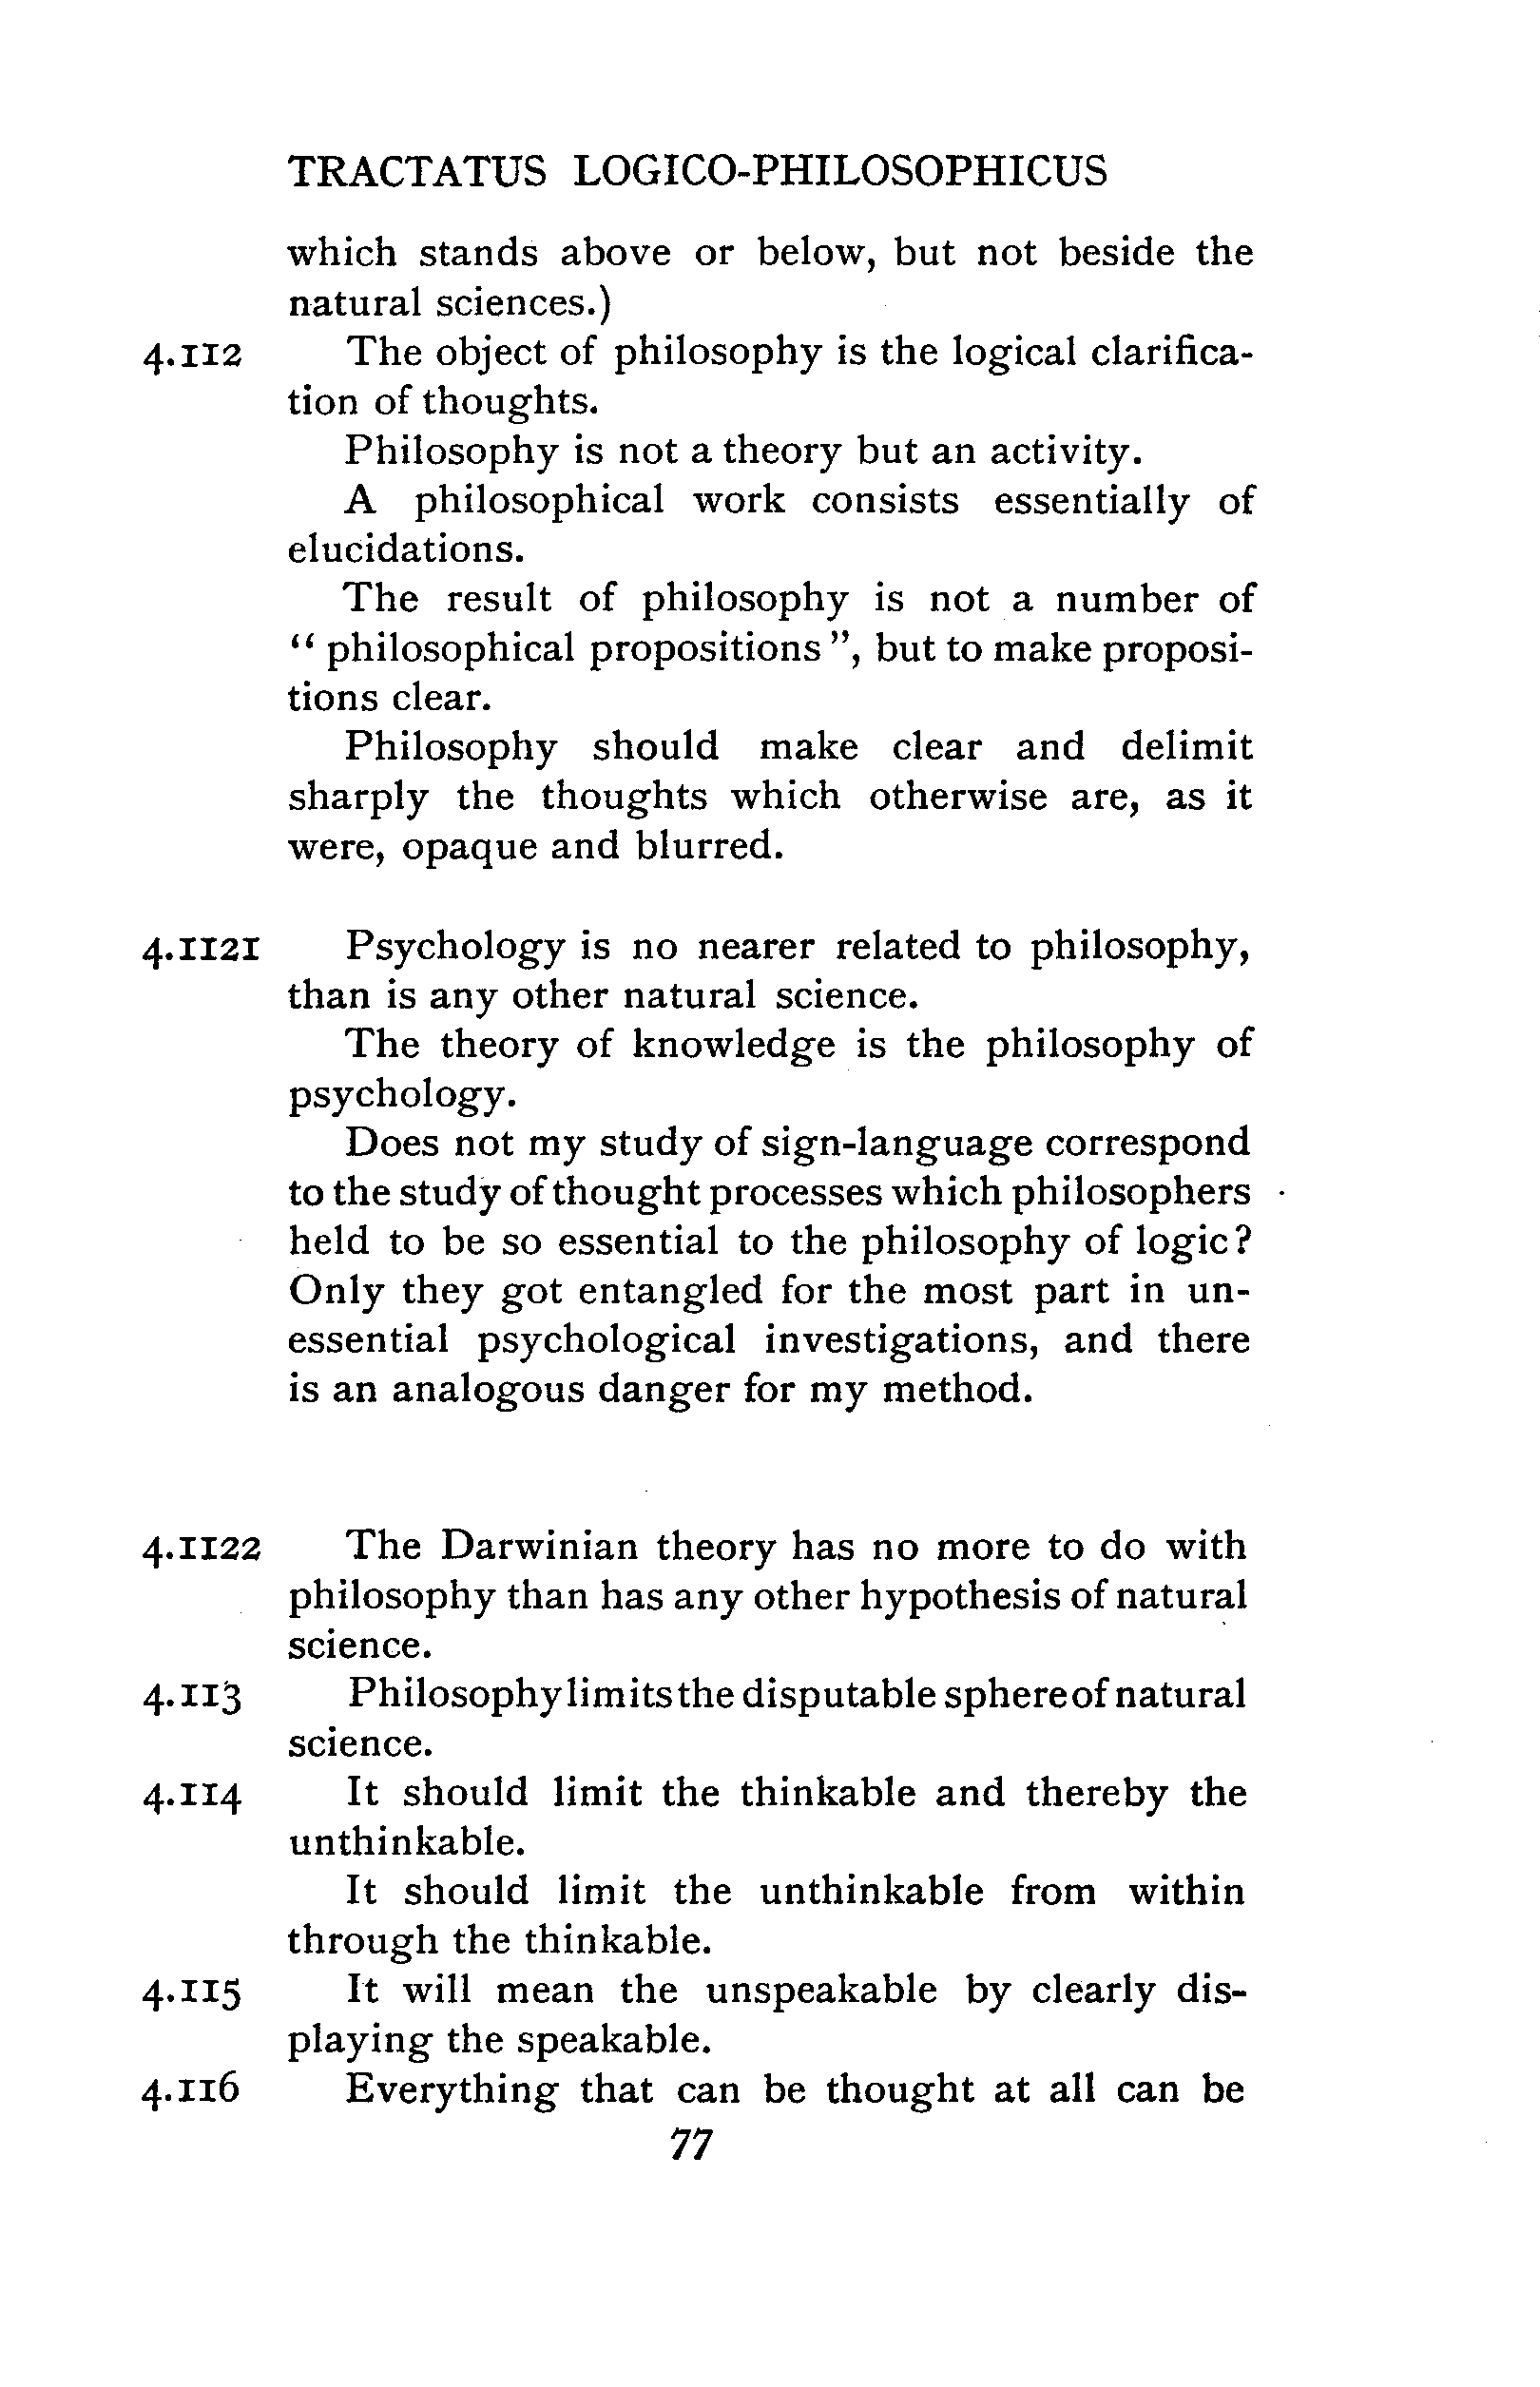 TRACTATUS LOGICO-PHILOSOPHICUS
which stands above or below, but not beside the
natural sciences.)
4.112 The object of philosophy is the logical clarifica-
tion of thoughts.
Philosophy is not a theory but an activity.
A philosophical work consists essentially of
elucidations.
The result of philosophy is not a number of
“ philosophical propositions ”, but to make proposi-
tions clear.
Philosophy should make clear and delimit
sharply the thoughts which otherwise are, as it
were, opaque and blurred.
4.1121 Psychology is no nearer related to philosophy,
than is any other natural science.
The theory of knowledge is the philosophy of
psychology.
Does not my study of sign-language correspond
to the study of thought processes which philosophers
held to be so essential to the philosophy of logic?
Only they got entangled for the most part in un-
essential psychological investigations, and there
is an analogous danger for my method.
4.1122 The Darwinian theory has no more to do with
philosophy than has any other hypothesis of natural
science.
4.113 Philosophy limits the disputable sphere of natural
science.
4.114 It should limit the thinkable and thereby the
unthinkable.
It should limit the unthinkable from within
through the thinkable.
4.115 It will mean the unspeakable by clearly dis-
playing the speakable.
4.116 Everything that can be thought at all can be
77